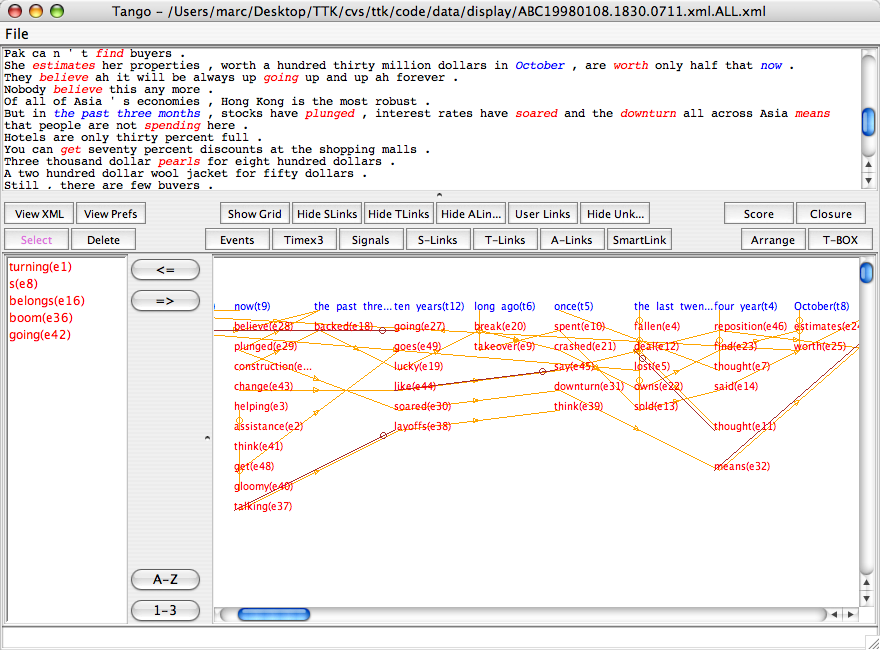 Tango – /Users/marc/Desktop/TTK/cvs/ttk/code/data/display/ABC19980108.1830.0711.xml.ALL.xml
File
Pak ca n ' t find buyers .
She estimates her properties , worth a hundred thirty million dollars in October , are worth only half that now .
They believe ah it will be always up going up and up ah forever .
Nobody believe this any more .
Of all of Asia ' s economies , Hong Kong is the most robust .
But in the past three months , stocks have plunged , interest rates have soared and the downturn all across Asia means
that people are not spending here .
Hotels are only thirty percent full .
You can get seventy percent discounts at the shopping malls .
Three thousand dollar pearls for eight hundred dollars .
A two hundred dollar wool jacket for fifty dollars .
Still , there are few buyers .
View XML View Prefs Show Grid Hide SLinks Hide TLinks Hide ALin... User Links Hide Unk... Score Closure
Select Delete Events Timex3 Signals S-Links T-Links A-Links SmartLink Arrange T-BOX
turning(e1)
s(e8)
belongs(e16)
boom(e36)
going(e42)
<=
=>
A-Z
1-3
now(t9) the past thre... ten years(t12) long ago(t6) once(t5) the last twen... four year(t4) October(t8)
believe(e28) backed(e18) going(e27) break(e20) spent(e10) fallen(e4) reposition(e46) estimates(e24
plunged(e29) goes(e49) takeover(e9) crashed(e21) deal(e12) find(e23) worth(e25)
construction(e... lucky(e19) say(e45) lost(e5) thought(e7)
change(e43) like(e44) downturn(e31) owns(e22) said(e14)
helping(e3) soared(e30) think(e39) sold(e13)
assistance(e2) layoffs(e38) thought(e11)
think(e41)
get(e48) means(e32)
gloomy(e40)
talking(e37)